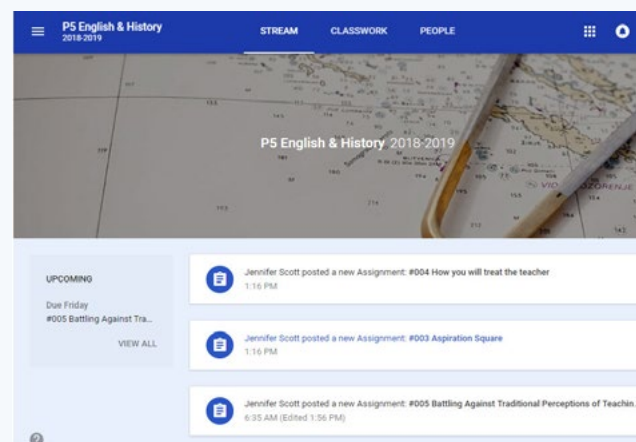 P5 English & History
2018-2019
STREAM
CLASSWORK
PEOPLE
P5 English & History 2018-2019
UPCOMING
Due Friday
#005 Battling Against Tra...
VIEW ALL
Jennifer Scott posted a new Assignment: #004 How you will treat the teacher
1:16 PM
Jennifer Scott posted a new Assignment: #003 Aspiration Square
1:16 PM
Jennifer Scott posted a new Assignment: #005 Battling Against Traditional Perceptions of Teachin...
6:35 AM (Edited 1:56 PM)